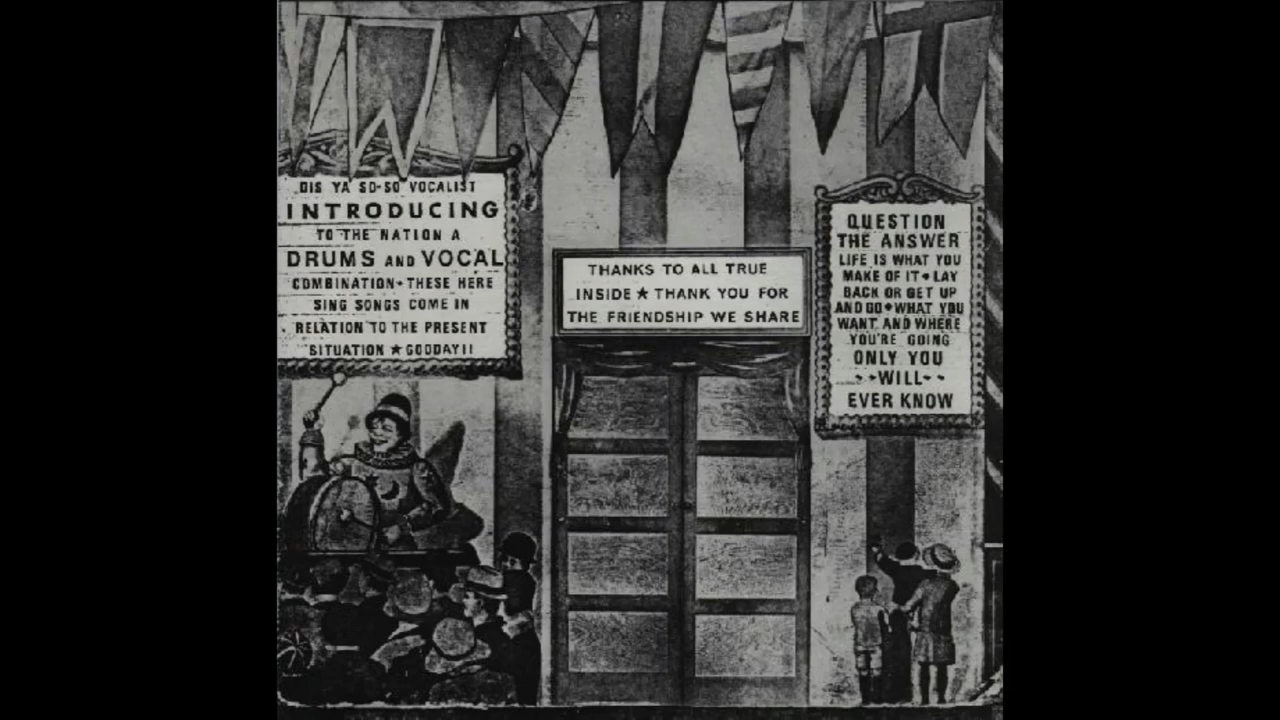 DIS YA SO-SO VOCALIST
INTRODUCING
TO THE NATION A
DRUMS AND VOCAL
COMBINATION • THESE HERE
SING SONGS COME IN
RELATION TO THE PRESENT
SITUATION ★ GOODAY!!
THANKS TO ALL TRUE
INSIDE ★ THANK YOU FOR
THE FRIENDSHIP WE SHARE
QUESTION
THE ANSWER
LIFE IS WHAT YOU
MAKE OF IT • LAY
BACK OR GET UP
AND GO • WHAT YOU
WANT AND WHERE
YOU'RE GOING
ONLY YOU
WILL
EVER KNOW